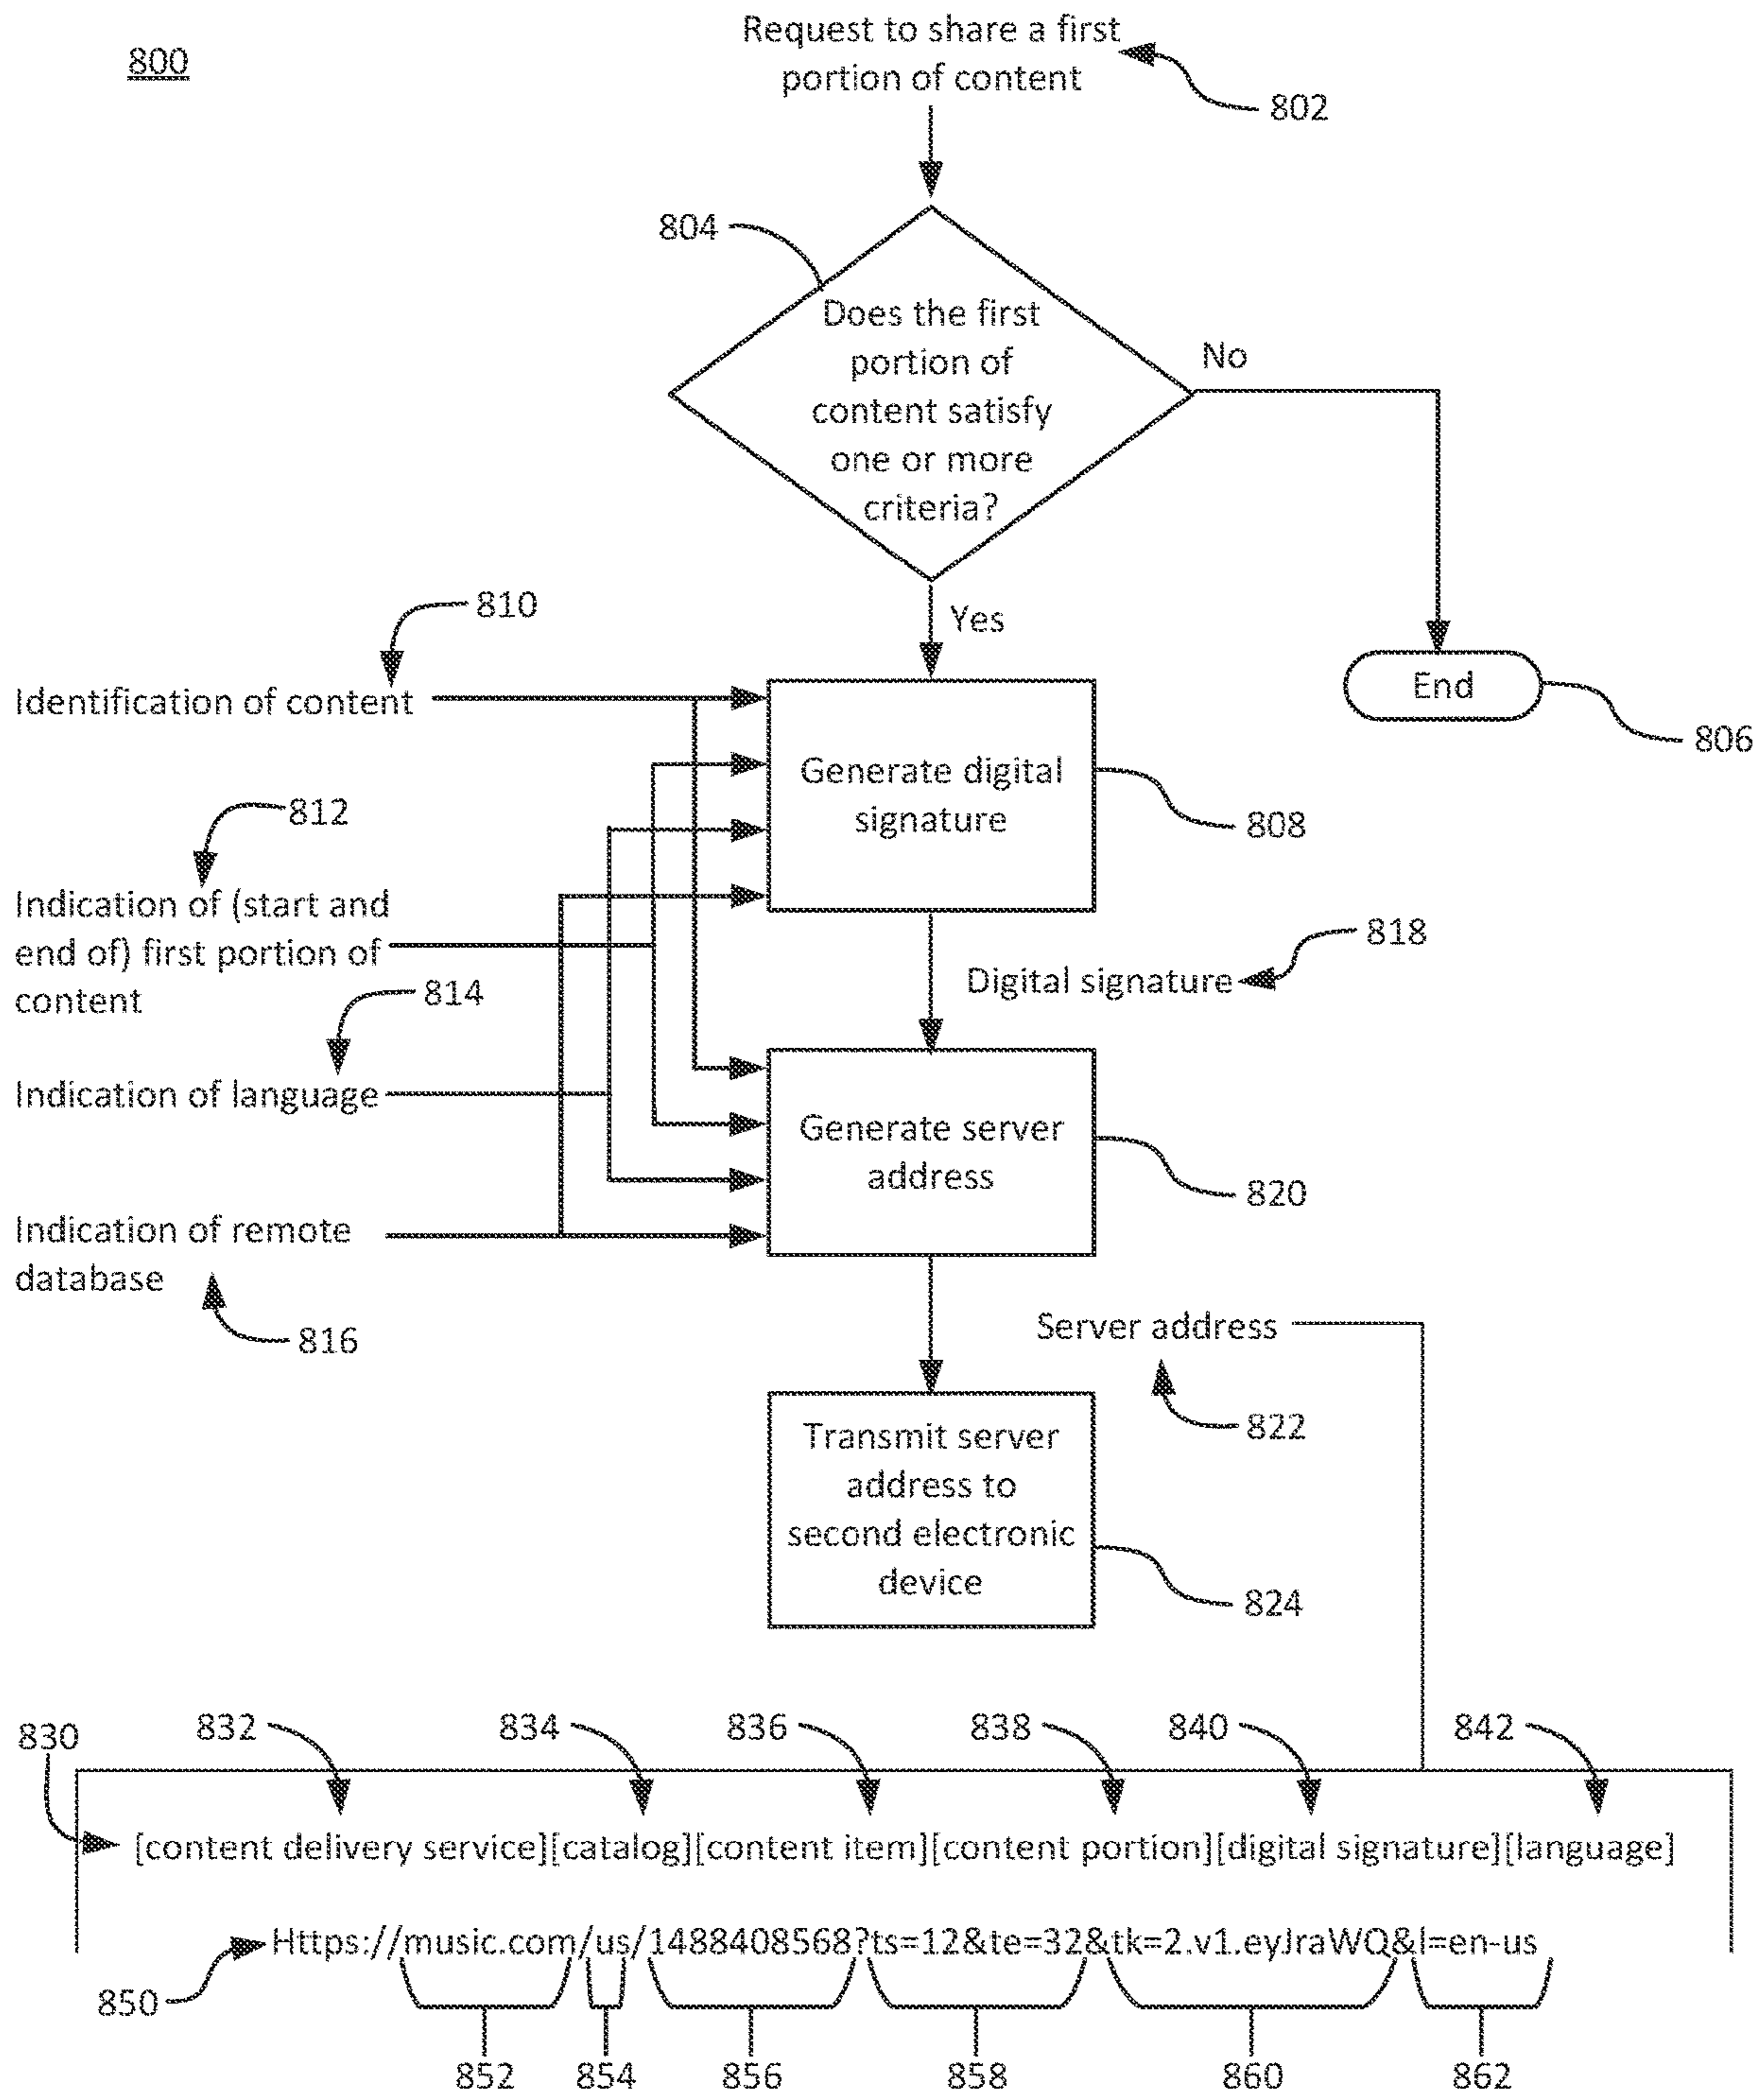 800
Request to share a first
portion of content
802
804
Does the first
portion of
content satisfy
one or more
criteria?
No
Yes
End
806
810
Identification of content
Generate digital
signature
808
812
Indication of (start and
end of) first portion of
content
818
Digital signature
814
Indication of language
Generate server
address
820
Indication of remote
database
816
Server address
822
Transmit server
address to
second electronic
device
824
830
832
834
836
838
840
842
[content delivery service][catalog][content item][content portion][digital signature][language]
Https://music.com/us/1488408568?ts=12&te=32&tk=2.v1.eyJraWQ&l=en-us
850
852
854
856
858
860
862